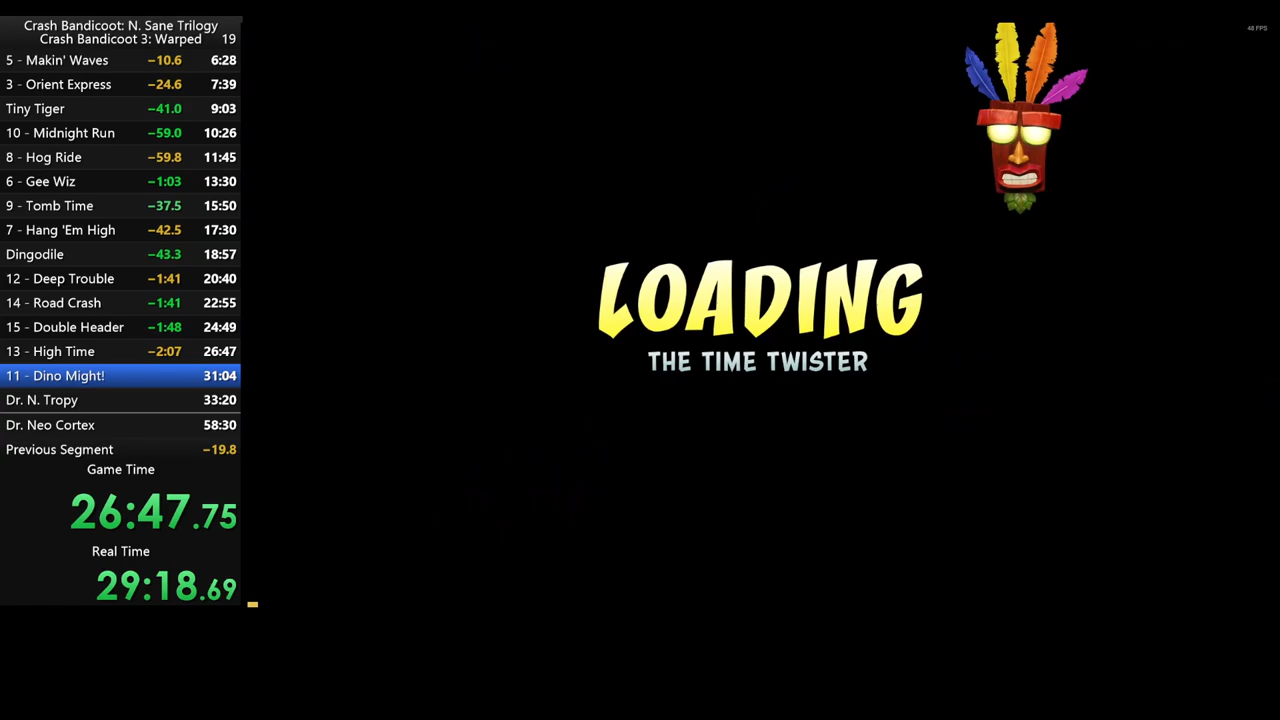 Crash Bandicoot: N. Sane Trilogy
Crash Bandicoot 3: Warped 19
5 - Makin' Waves −10.6 6:28
3 - Orient Express −24.6 7:39
Tiny Tiger −41.0 9:03
10 - Midnight Run −59.0 10:26
8 - Hog Ride −59.8 11:45
6 - Gee Wiz −1:03 13:30
9 - Tomb Time −37.5 15:50
7 - Hang 'Em High −42.5 17:30
Dingodile −43.3 18:57
12 - Deep Trouble −1:41 20:40
14 - Road Crash −1:41 22:55
15 - Double Header −1:48 24:49
13 - High Time −2:07 26:47
11 - Dino Might! 31:04
Dr. N. Tropy 33:20
Dr. Neo Cortex 58:30
Previous Segment −19.8
Game Time
26:47.75
Real Time
29:18.69
LOADING
THE TIME TWISTER
48 FPS